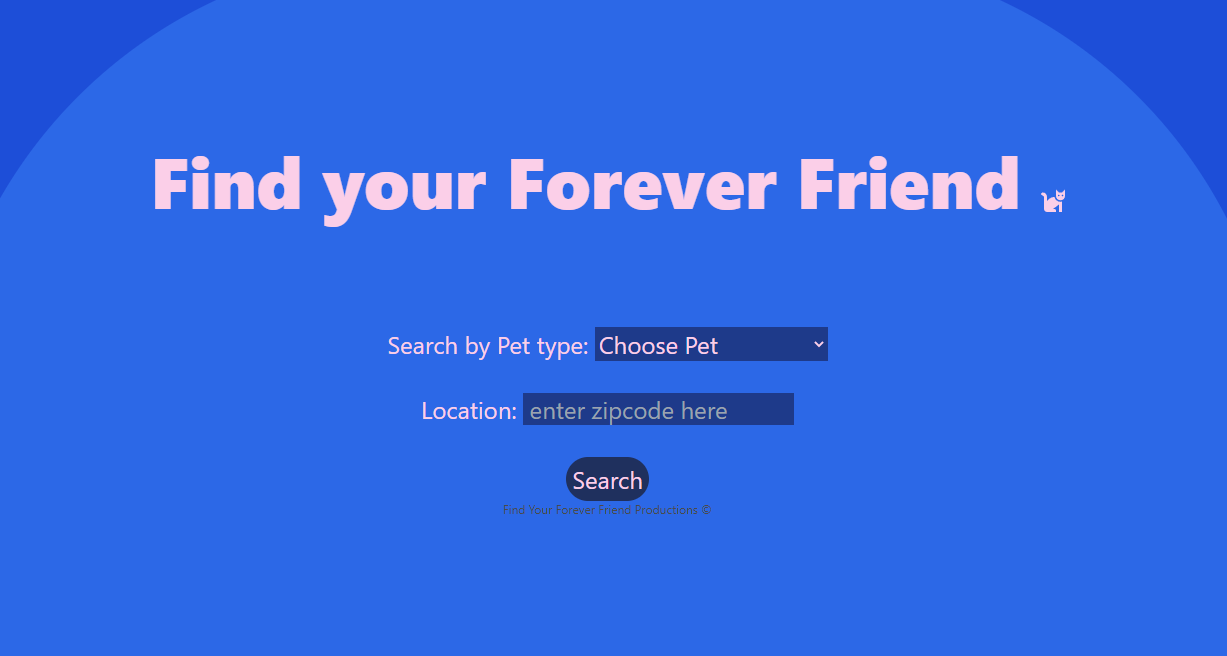 Find your Forever Friend
Search by Pet type: Choose Pet
Location: enter zipcode here
Search
Find Your Forever Friend Productions ©